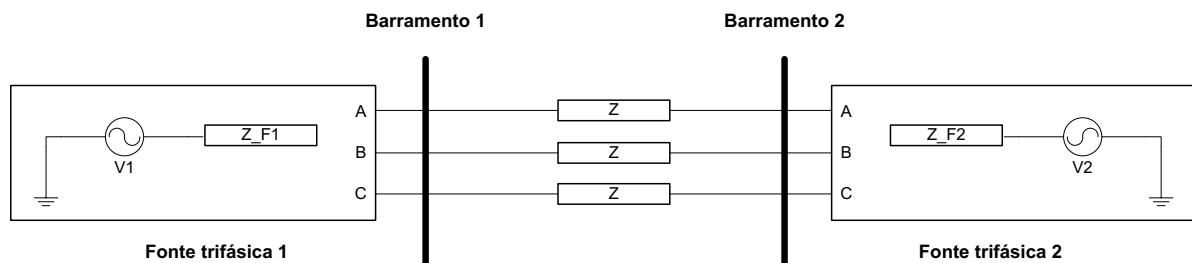 Barramento 1 Barramento 2
A Z A
Z_F1 Z_F2
V1 B Z B V2
C Z C
Fonte trifásica 1 Fonte trifásica 2